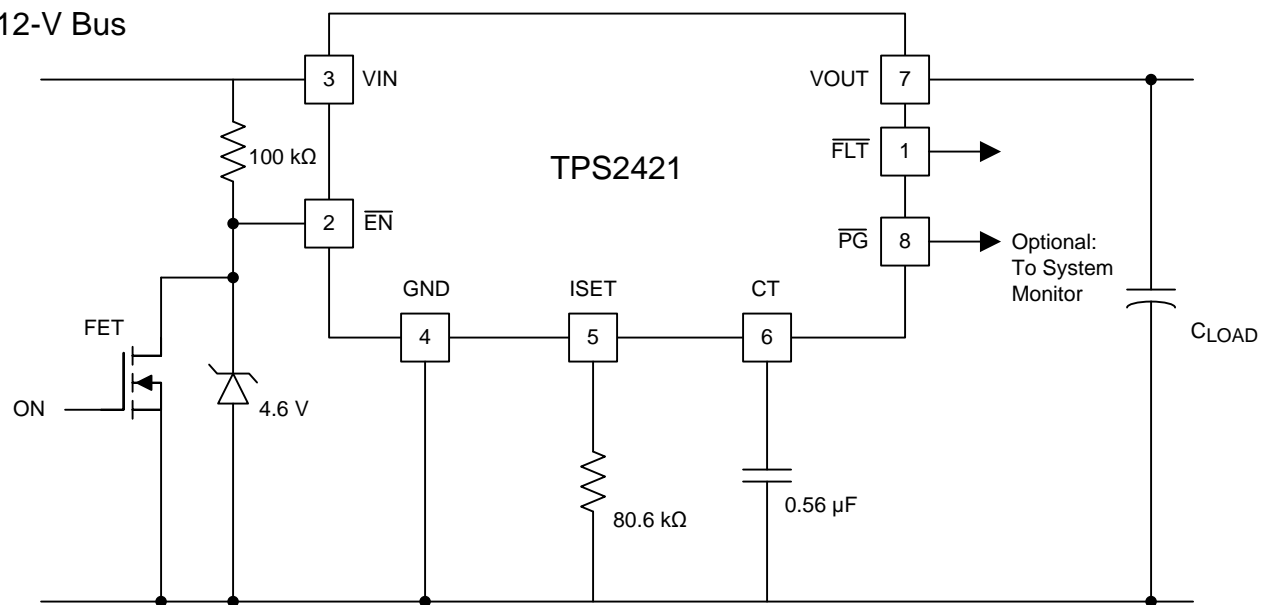 12-V Bus
3
VIN
VOUT
7
100 kΩ
TPS2421
FLT
1
2
EN
PG
8
Optional:
To System
Monitor
GND
ISET
CT
FET
4
5
6
CLOAD
ON
4.6 V
80.6 kΩ
0.56 µF